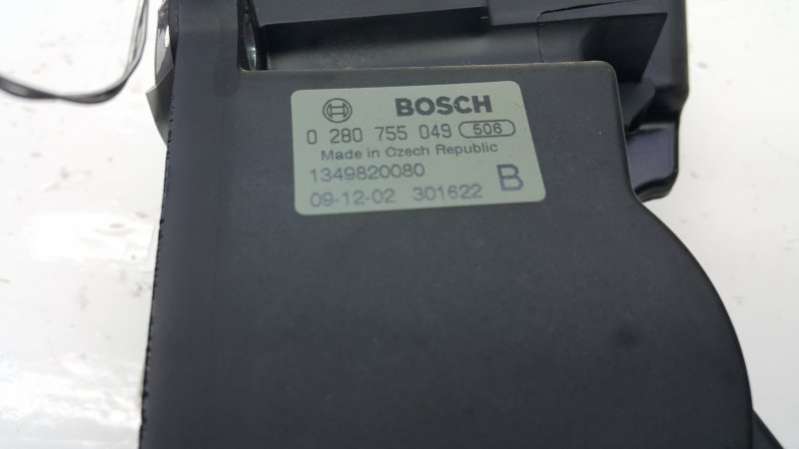 BOSCH
0 280 755 049 506
Made in Czech Republic
1349820080
09-12-02 301622 B